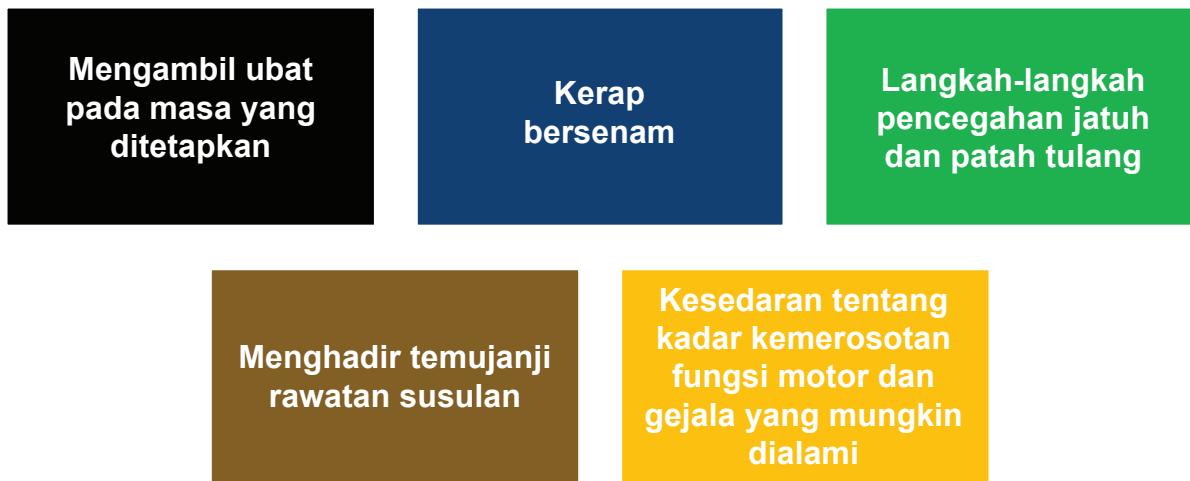 Mengambil ubat
pada masa yang
ditetapkan
Kerap
bersenam
Langkah-langkah
pencegahan jatuh
dan patah tulang
Menghadir temujanji
rawatan susulan
Kesedaran tentang
kadar kemerosotan
fungsi motor dan
gejala yang mungkin
dialami